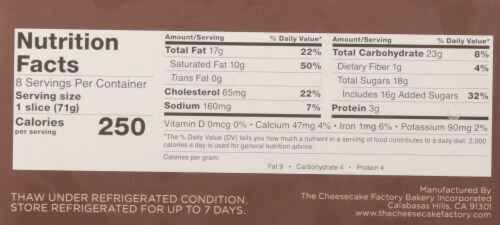 Nutrition
Facts
8 Servings Per Container
Serving size
1 slice (71g)
Calories
per serving
250
Amount/Serving % Daily Value*
Total Fat 17g 22%
Saturated Fat 10g 50%
Trans Fat 0g
Cholesterol 65mg 22%
Sodium 160mg 7%
Amount/Serving % Daily Value*
Total Carbohydrate 23g 8%
Dietary Fiber 1g 4%
Total Sugars 18g
Includes 16g Added Sugars 32%
Protein 3g
Vitamin D 0mcg 0% • Calcium 47mg 4% • Iron 1mg 6% • Potassium 90mg 2%
*The % Daily Value (DV) tells you how much a nutrient in a serving of food contributes to a daily diet. 2,000
calories a day is used for general nutrition advice.
Calories per gram:
Fat 9 • Carbohydrate 4 • Protein 4
THAW UNDER REFRIGERATED CONDITION.
STORE REFRIGERATED FOR UP TO 7 DAYS.
Manufactured By
The Cheesecake Factory Bakery Incorporated
Calabasas Hills, CA 91301
www.thecheesecakefactory.com